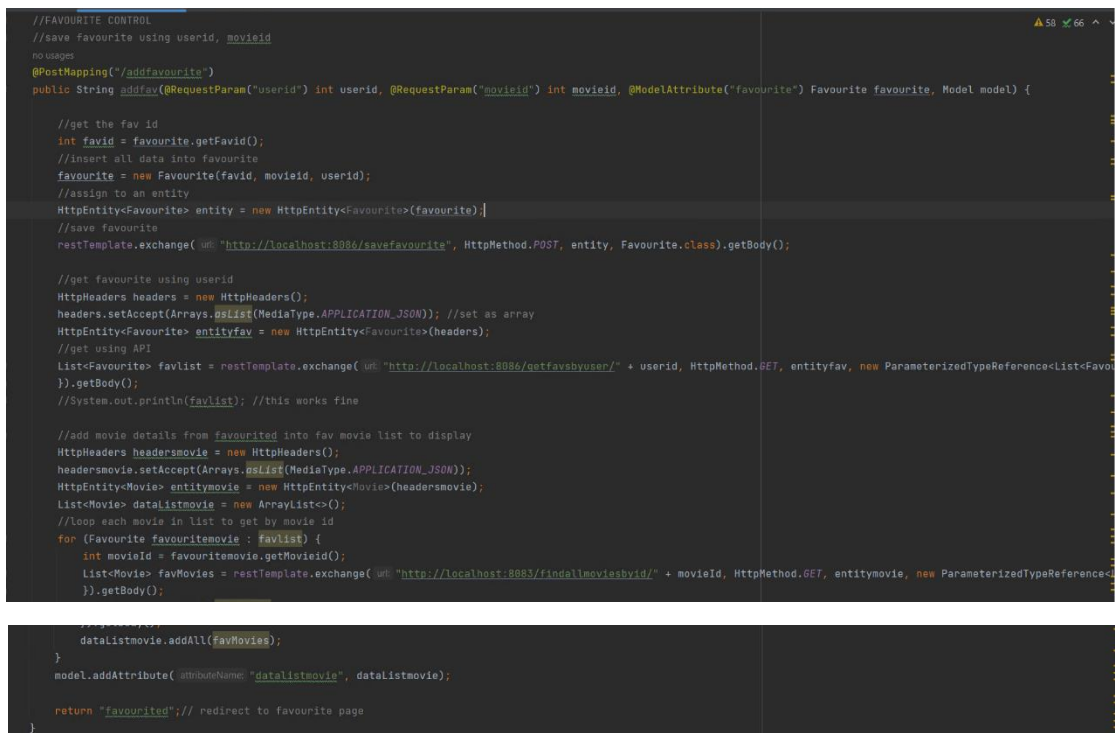 //FAVOURITE CONTROL
58 66
//save favourite using userid, movieid
no usages
@PostMapping("/addfavourite")
public String addfav(@RequestParam("userid") int userid, @RequestParam("movieid") int movieid, @ModelAttribute("favourite") Favourite favourite, Model model) {
//get the fav id
int favid = favourite.getFavid();
//insert all data into favourite
favourite = new Favourite(favid, movieid, userid);
//assign to an entity
HttpEntity<Favourite> entity = new HttpEntity<Favourite>(favourite);
//save favourite
restTemplate.exchange( url: "http://localhost:8086/savefavourite", HttpMethod.POST, entity, Favourite.class).getBody();
//get favourite using userid
HttpHeaders headers = new HttpHeaders();
headers.setAccept(Arrays.asList(MediaType.APPLICATION_JSON)); //set as array
HttpEntity<Favourite> entityfav = new HttpEntity<Favourite>(headers);
//get using API
List<Favourite> favlist = restTemplate.exchange( url: "http://localhost:8086/getfavsbyuser/" + userid, HttpMethod.GET, entityfav, new ParameterizedTypeReference<List<Favou
}).getBody();
//System.out.println(favlist); //this works fine
//add movie details from favourited into fav movie list to display
HttpHeaders headersmovie = new HttpHeaders();
headersmovie.setAccept(Arrays.asList(MediaType.APPLICATION_JSON));
HttpEntity<Movie> entitymovie = new HttpEntity<Movie>(headersmovie);
List<Movie> dataListmovie = new ArrayList<>();
//loop each movie in list to get by movie id
for (Favourite favouritemovie : favlist) {
int movieId = favouritemovie.getMovieid();
List<Movie> favMovies = restTemplate.exchange( url: "http://localhost:8083/findallmoviesbyid/" + movieId, HttpMethod.GET, entitymovie, new ParameterizedTypeReference<L
}).getBody();
dataListmovie.addAll(favMovies);
}
model.addAttribute( attributeName: "datalistmovie", dataListmovie);
return "favourited";// redirect to favourite page
}